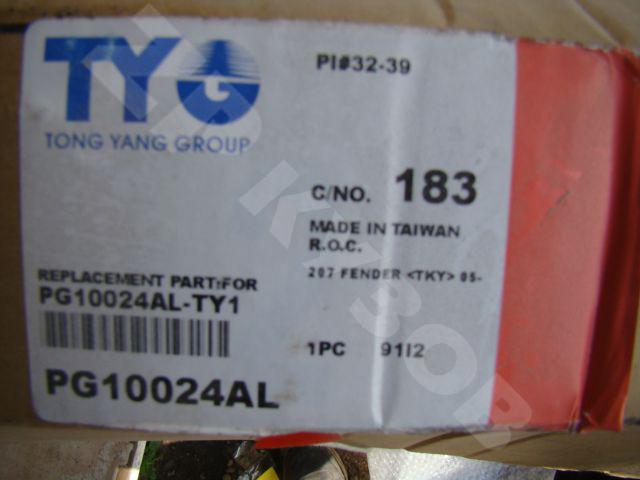 TYG
TONG YANG GROUP
PI#32-39
C/NO. 183
MADE IN TAIWAN
R.O.C.
207 FENDER <TKY> 05-
REPLACEMENT PART:FOR
PG10024AL-TY1
1PC 91I2
PG10024AL